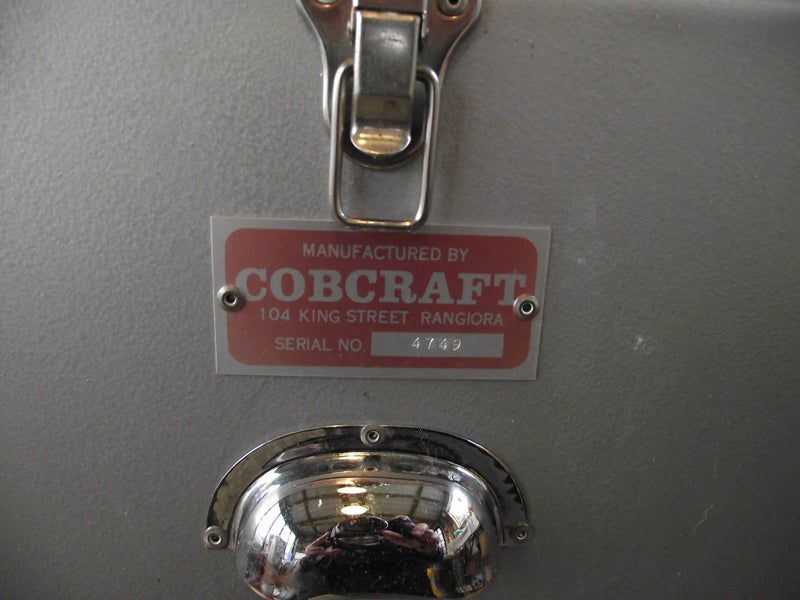 MANUFACTURED BY
COBCRAFT
104 KING STREET RANGIORA
SERIAL NO. 4749